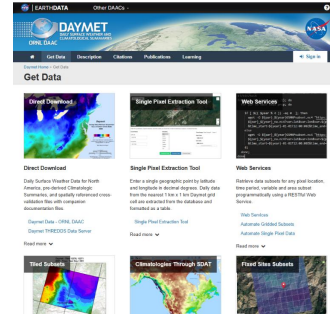 EARTHDATA Other DAACs
DAYMET
DAILY SURFACE WEATHER AND
CLIMATOLOGICAL SUMMARIES
ORNL DAAC
NASA
Get Data Description Citations Publications Learning Sign in
Daymet Home › Get Data
Get Data
Direct Download
Single Pixel Extraction Tool
Web Services
Direct Download
Daily Surface Weather Data for North
America, pre-derived Climatologic
Summaries, and spatially referenced cross-
validation files with companion
documentation files.
Daymet Data - ORNL DAAC
Daymet THREDDS Data Server
Read more
Single Pixel Extraction Tool
Enter a single geographic point by latitude
and longitude in decimal degrees. Daily data
from the nearest 1 km x 1 km Daymet grid
cell are extracted from the database and
formatted as a table.
Single Pixel Extraction Tool
Read more
Web Services
Retrieve data subsets for any pixel location,
time period, variable and area subset
programmatically using a RESTful Web
Service.
Web Services
Automate Gridded Subsets
Automate Single Pixel Data
Read more
Tiled Subsets
Climatologies Through SDAT
Fixed Sites Subsets